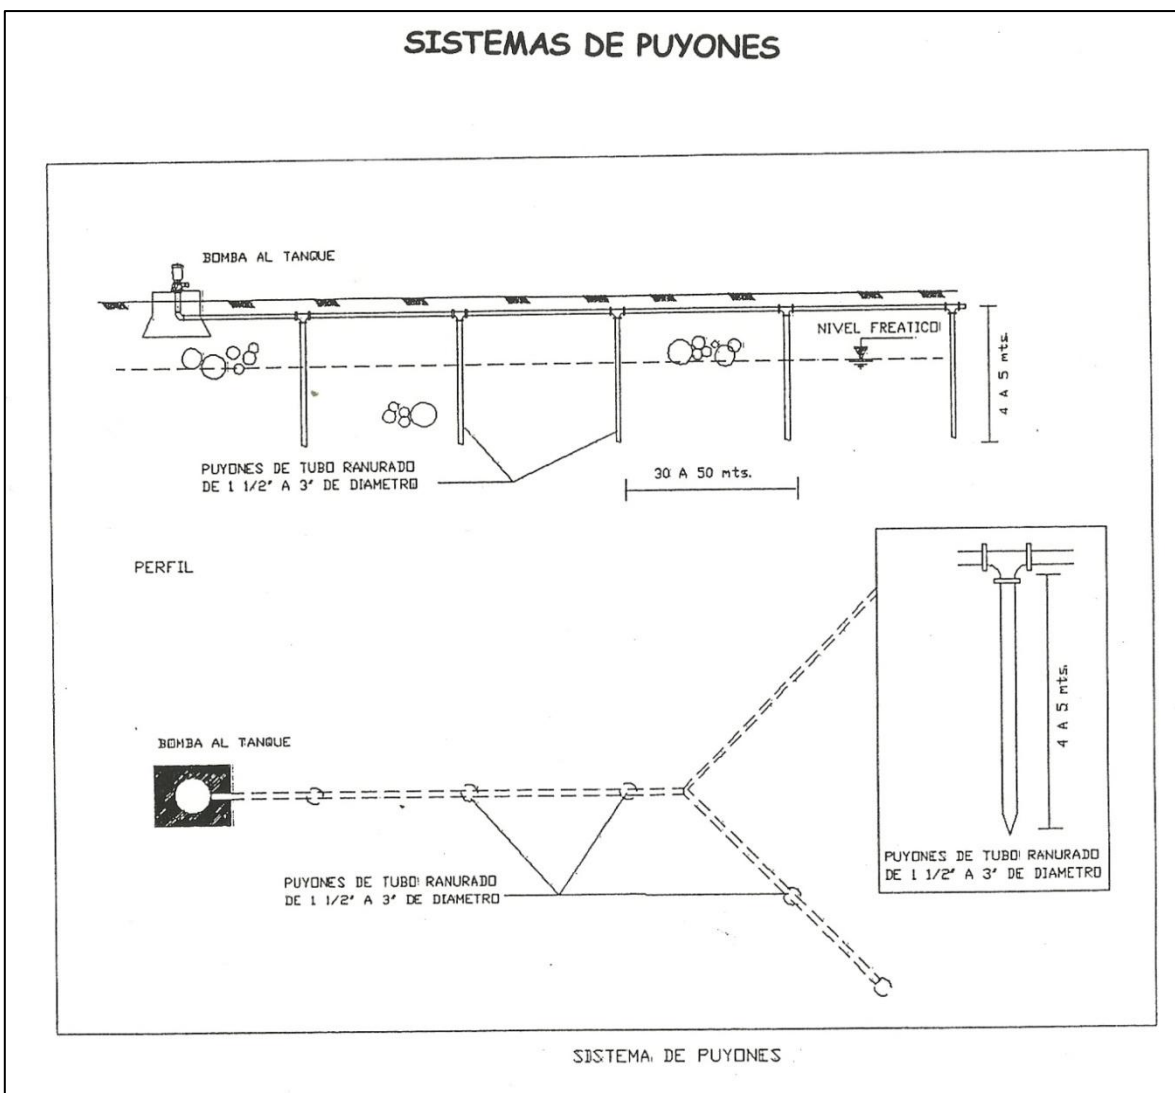 SISTEMAS DE PUYONES
BOMBA AL TANQUE
NIVEL FREATICO
4 A 5 mts.
PUYONES DE TUBO RANURADO
DE 1 1/2" A 3" DE DIAMETRO
30 A 50 mts.
PERFIL
4 A 5 mts.
BOMBA AL TANQUE
PUYONES DE TUBO RANURADO
DE 1 1/2" A 3" DE DIAMETRO
PUYONES DE TUBO RANURADO
DE 1 1/2" A 3" DE DIAMETRO
SISTEMA DE PUYONES